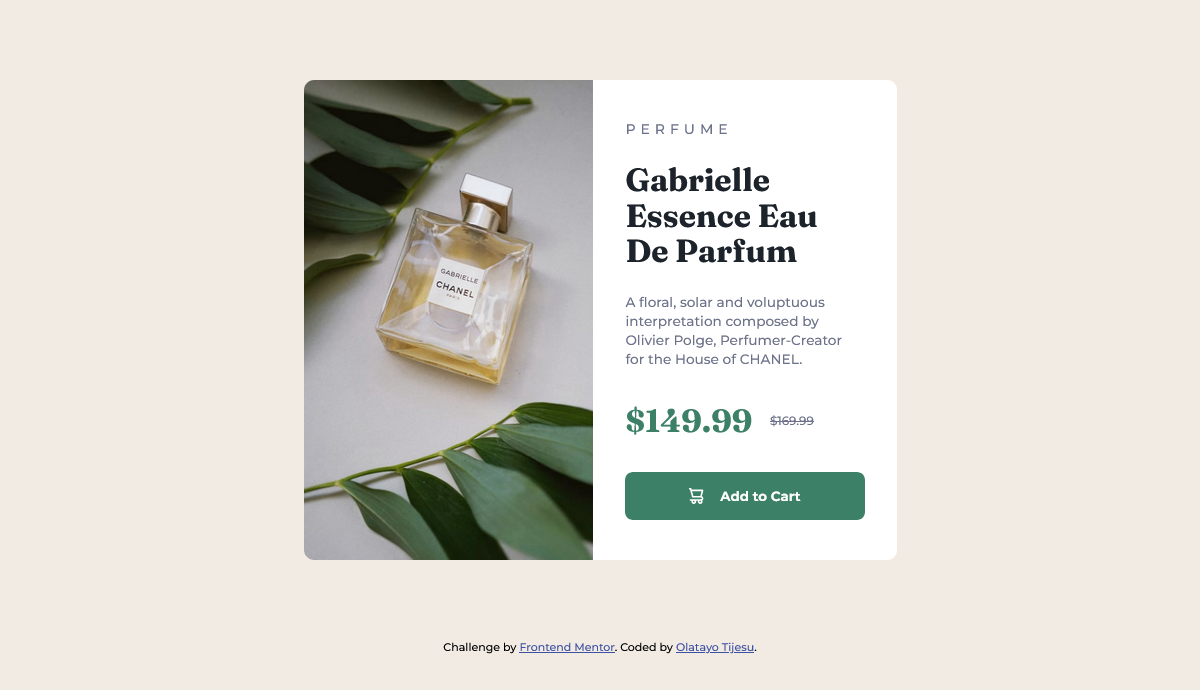 GABRIELLE
CHANEL
PARIS
PERFUME
Gabrielle
Essence Eau
De Parfum
A floral, solar and voluptuous
interpretation composed by
Olivier Polge, Perfumer-Creator
for the House of CHANEL.
$149.99 $169.99
Add to Cart
Challenge by Frontend Mentor. Coded by Olatayo Tijesu.